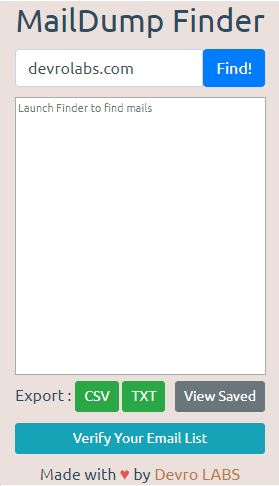 MailDump Finder
devrolabs.com Find!
Launch Finder to find mails
Export : CSV TXT View Saved
Verify Your Email List
Made with ♥ by Devro LABS